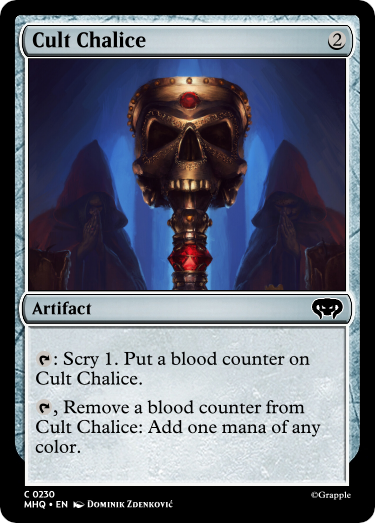 Cult Chalice 2
Artifact
: Scry 1. Put a blood counter on
Cult Chalice.
, Remove a blood counter from
Cult Chalice: Add one mana of any
color.
C 0230
MHQ • EN Dominik Zdenković
©Grapple